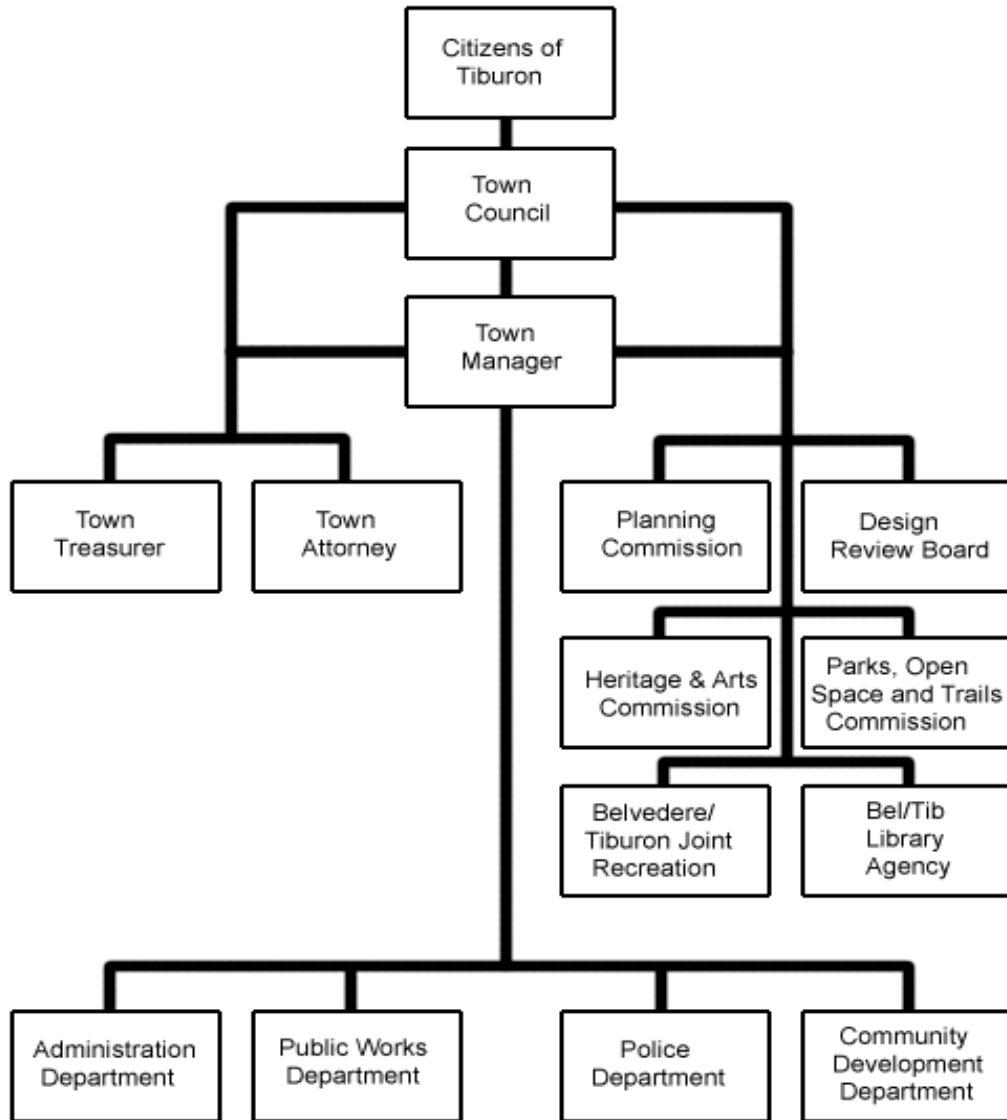 Citizens of
Tiburon
Town
Council
Town
Manager
Town
Treasurer
Town
Attorney
Planning
Commission
Design
Review Board
Heritage & Arts
Commission
Parks, Open
Space and Trails
Commission
Belvedere/
Tiburon Joint
Recreation
Bel/Tib
Library
Agency
Administration
Department
Public Works
Department
Police
Department
Community
Development
Department